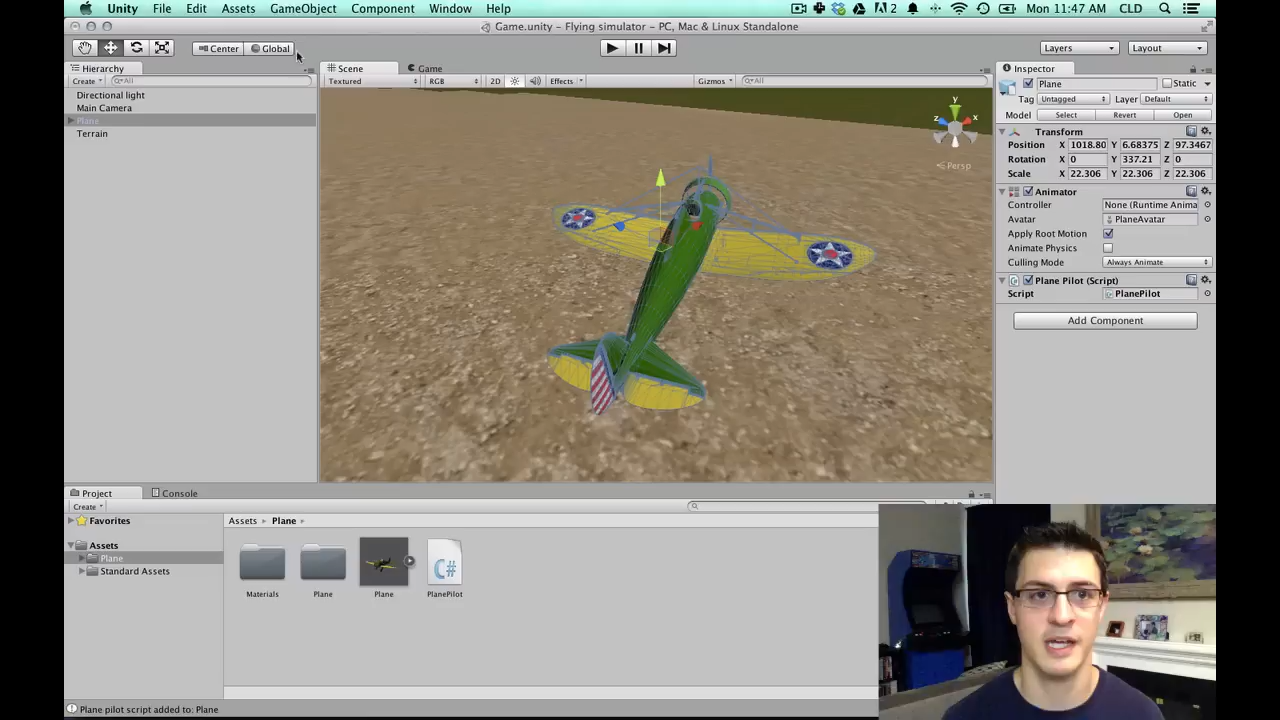 Unity File Edit Assets GameObject Component Window Help A 2 Mon 11:47 AM CLD
Game.unity - Flying simulator - PC, Mac & Linux Standalone
Center Global Layers Layout
Hierarchy Scene Game Inspector
Create All Textured RGB 2D Effects Gizmos All Plane Static
Directional light
Main Camera
Plane
Terrain
Tag Untagged Layer Default
Model Select Revert Open
Transform
Position X 1018.80 Y 6.68375 Z 97.3467
Rotation X 0 Y 337.21 Z 0
Scale X 22.306 Y 22.306 Z 22.306
Animator
Controller None (Runtime Anima
Avatar PlaneAvatar
Apply Root Motion
Animate Physics
Culling Mode Always Animate
Plane Pilot (Script)
Script PlanePilot
Add Component
y
z x
Persp
Project Console
Create
Favorites
Assets
Plane
Standard Assets
Assets Plane
C#
Materials Plane Plane PlanePilot
Plane pilot script added to: Plane